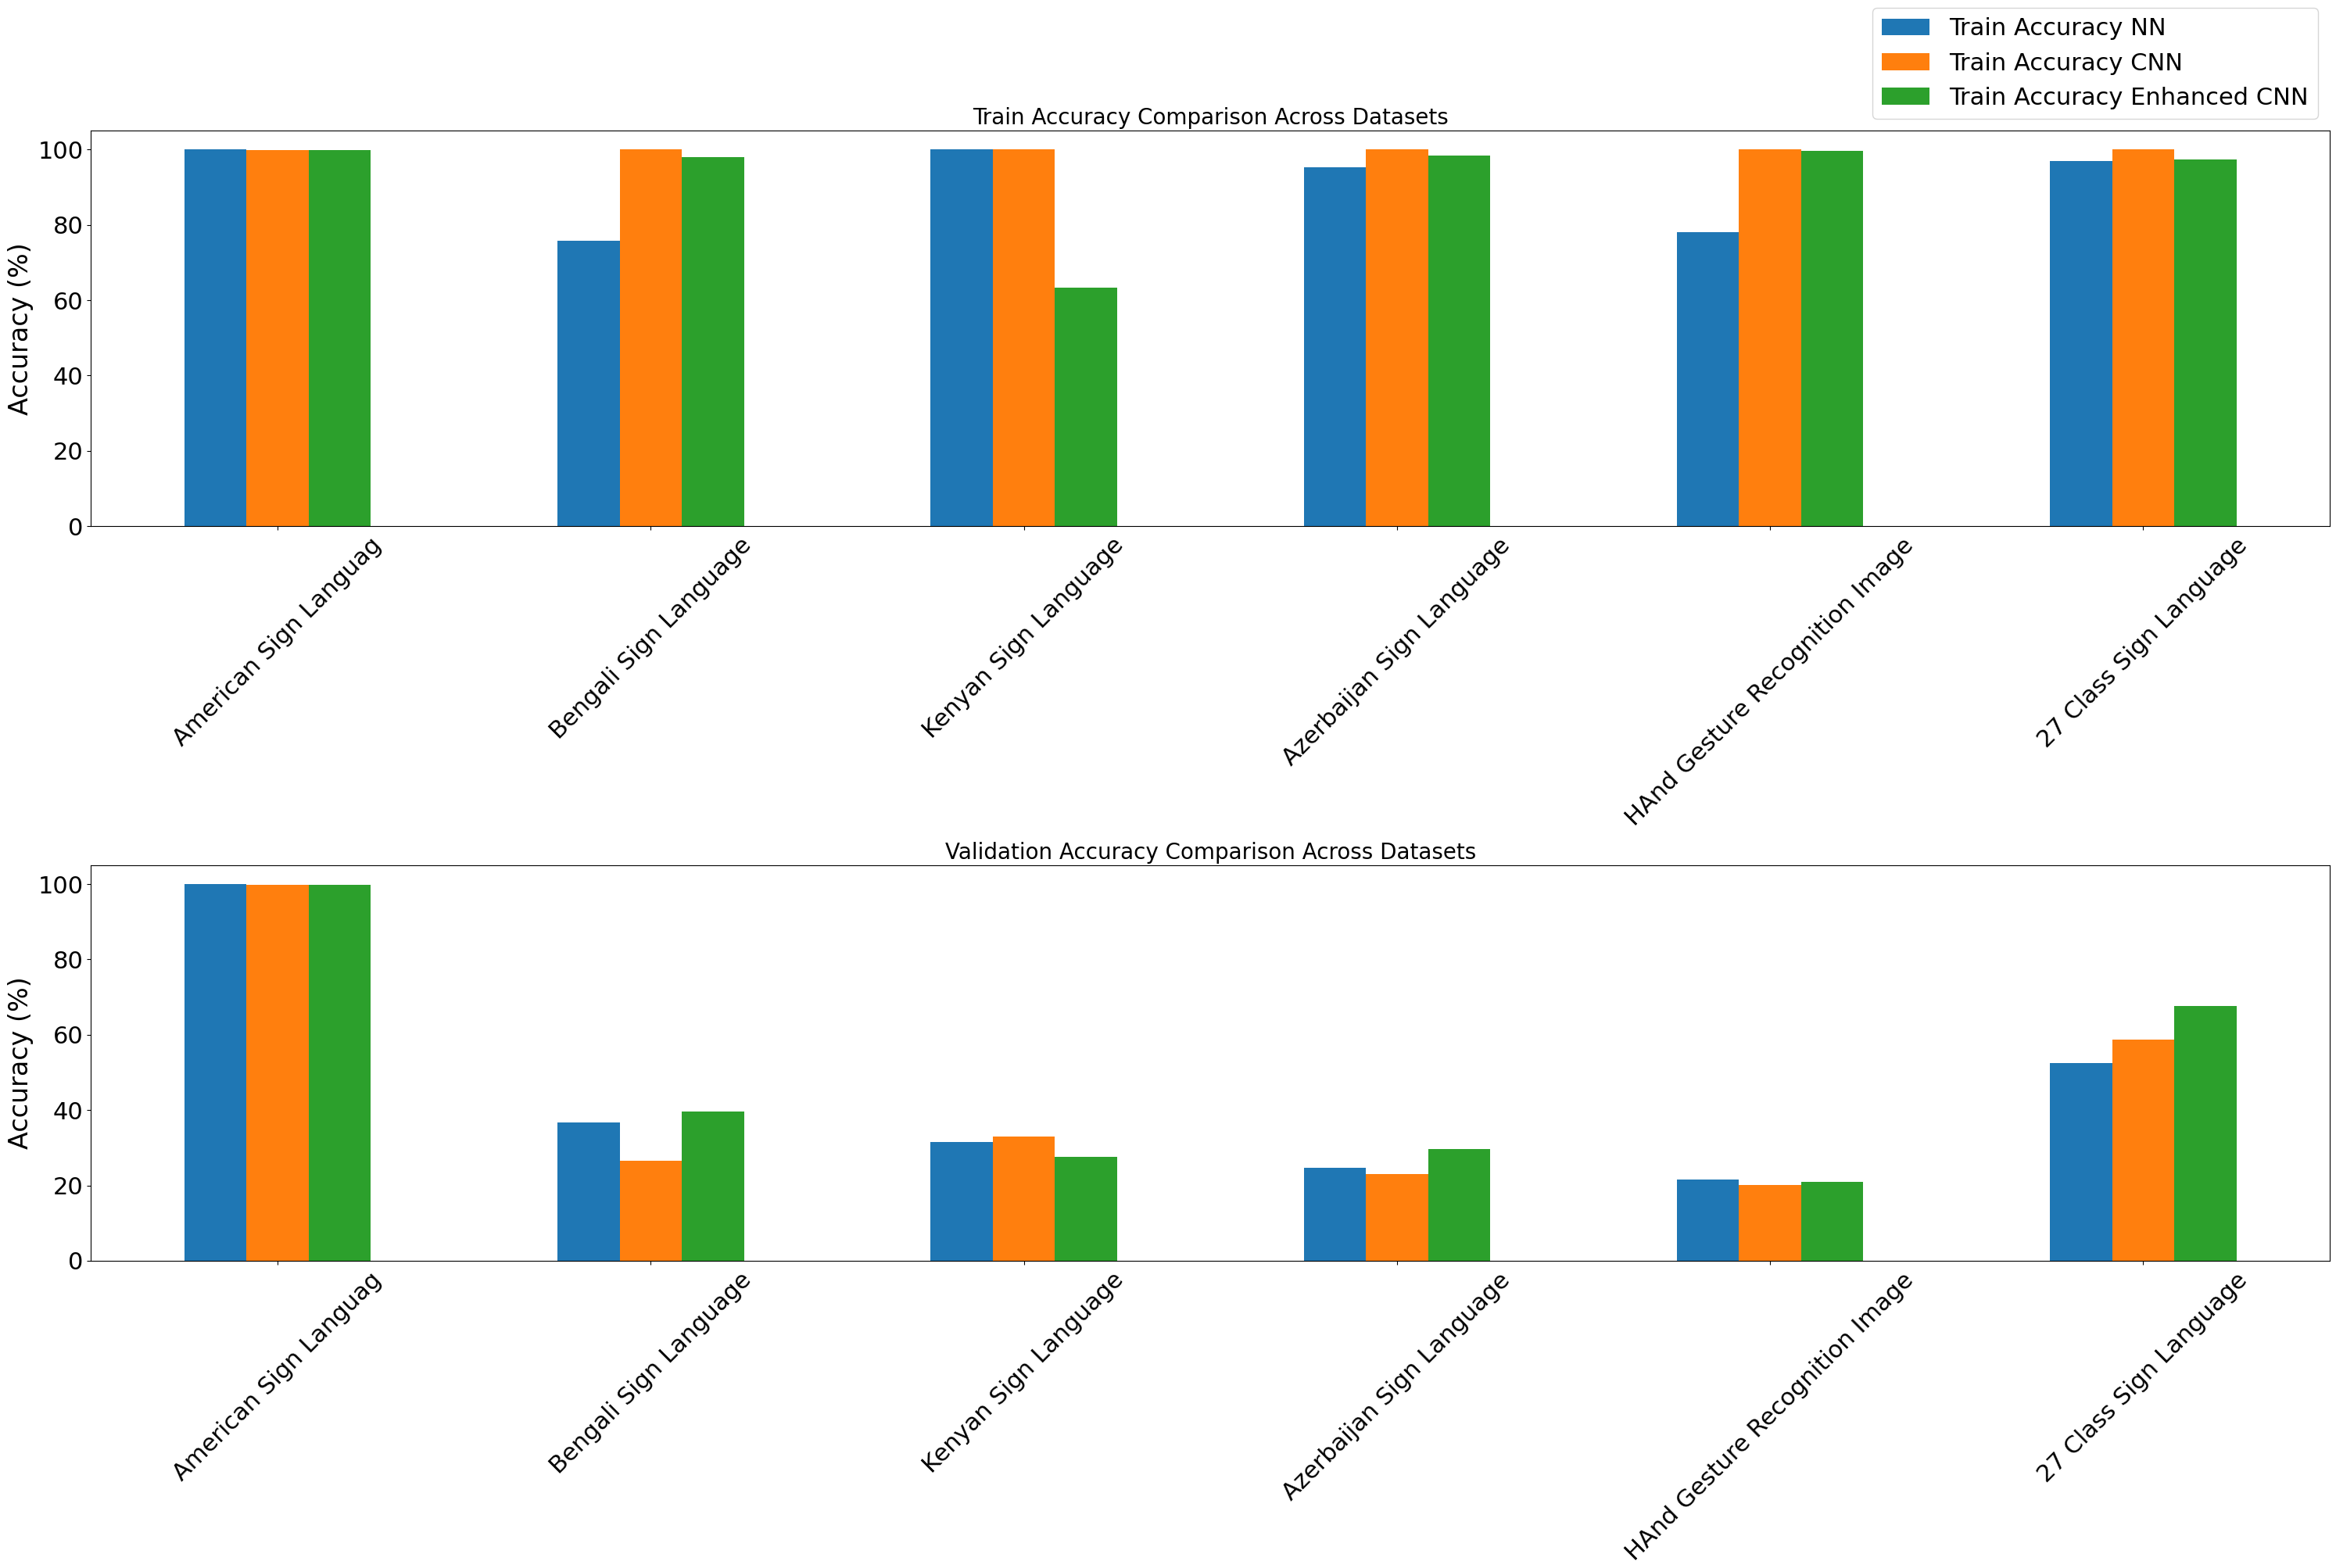 Train Accuracy NN
Train Accuracy CNN
Train Accuracy Enhanced CNN
Train Accuracy Comparison Across Datasets
Accuracy (%)
100
80
60
40
20
0
American Sign Languag
Bengali Sign Language
Kenyan Sign Language
Azerbaijian Sign Language
HAnd Gesture Recognition Image
27 Class Sign Language
Validation Accuracy Comparison Across Datasets
Accuracy (%)
100
80
60
40
20
0
American Sign Languag
Bengali Sign Language
Kenyan Sign Language
Azerbaijian Sign Language
HAnd Gesture Recognition Image
27 Class Sign Language